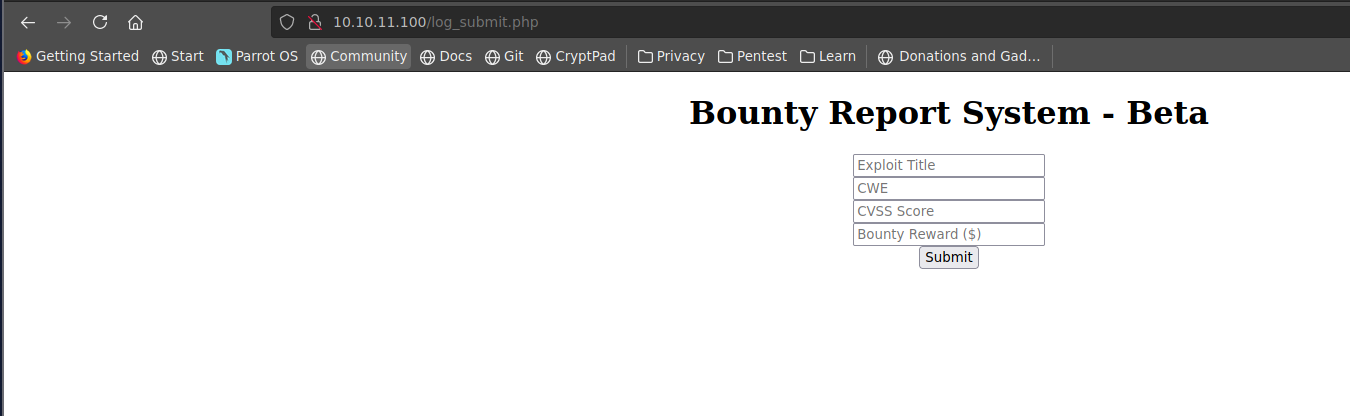 10.10.11.100/log_submit.php
Getting Started Start Parrot OS Community Docs Git CryptPad Privacy Pentest Learn Donations and Gad...
Bounty Report System - Beta
Exploit Title
CWE
CVSS Score
Bounty Reward ($)
Submit